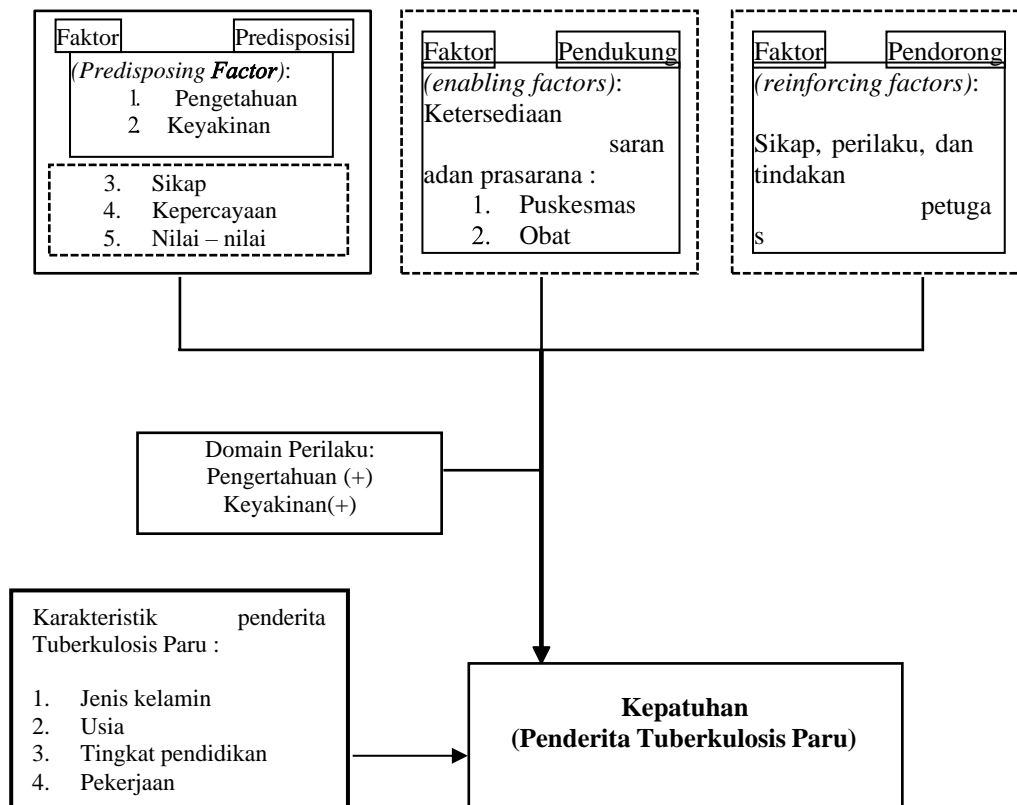 Faktor Predisposisi
(Predisposing Factor):
1. Pengetahuan
2. Keyakinan
3. Sikap
4. Kepercayaan
5. Nilai – nilai
Faktor Pendukung
(enabling factors):
Ketersediaan
saran
adan prasarana :
1. Puskesmas
2. Obat
Faktor Pendorong
(reinforcing factors):
Sikap, perilaku, dan
tindakan
petuga
s
Domain Perilaku:
Pengertahuan (+)
Keyakinan(+)
Karakteristik penderita
Tuberkulosis Paru :
1. Jenis kelamin
2. Usia
3. Tingkat pendidikan
4. Pekerjaan
Kepatuhan
(Penderita Tuberkulosis Paru)